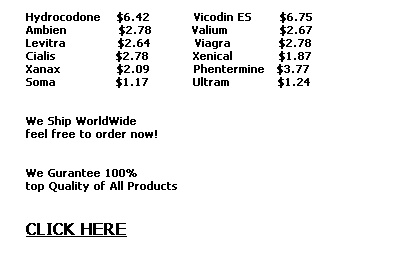 Hydrocodone $6.42 Vicodin ES $6.75
Ambien $2.78 Valium $2.67
Levitra $2.64 Viagra $2.78
Cialis $2.78 Xenical $1.87
Xanax $2.09 Phentermine $3.77
Soma $1.17 Ultram $1.24
We Ship WorldWide
feel free to order now!
We Gurantee 100%
top Quality of All Products
CLICK HERE